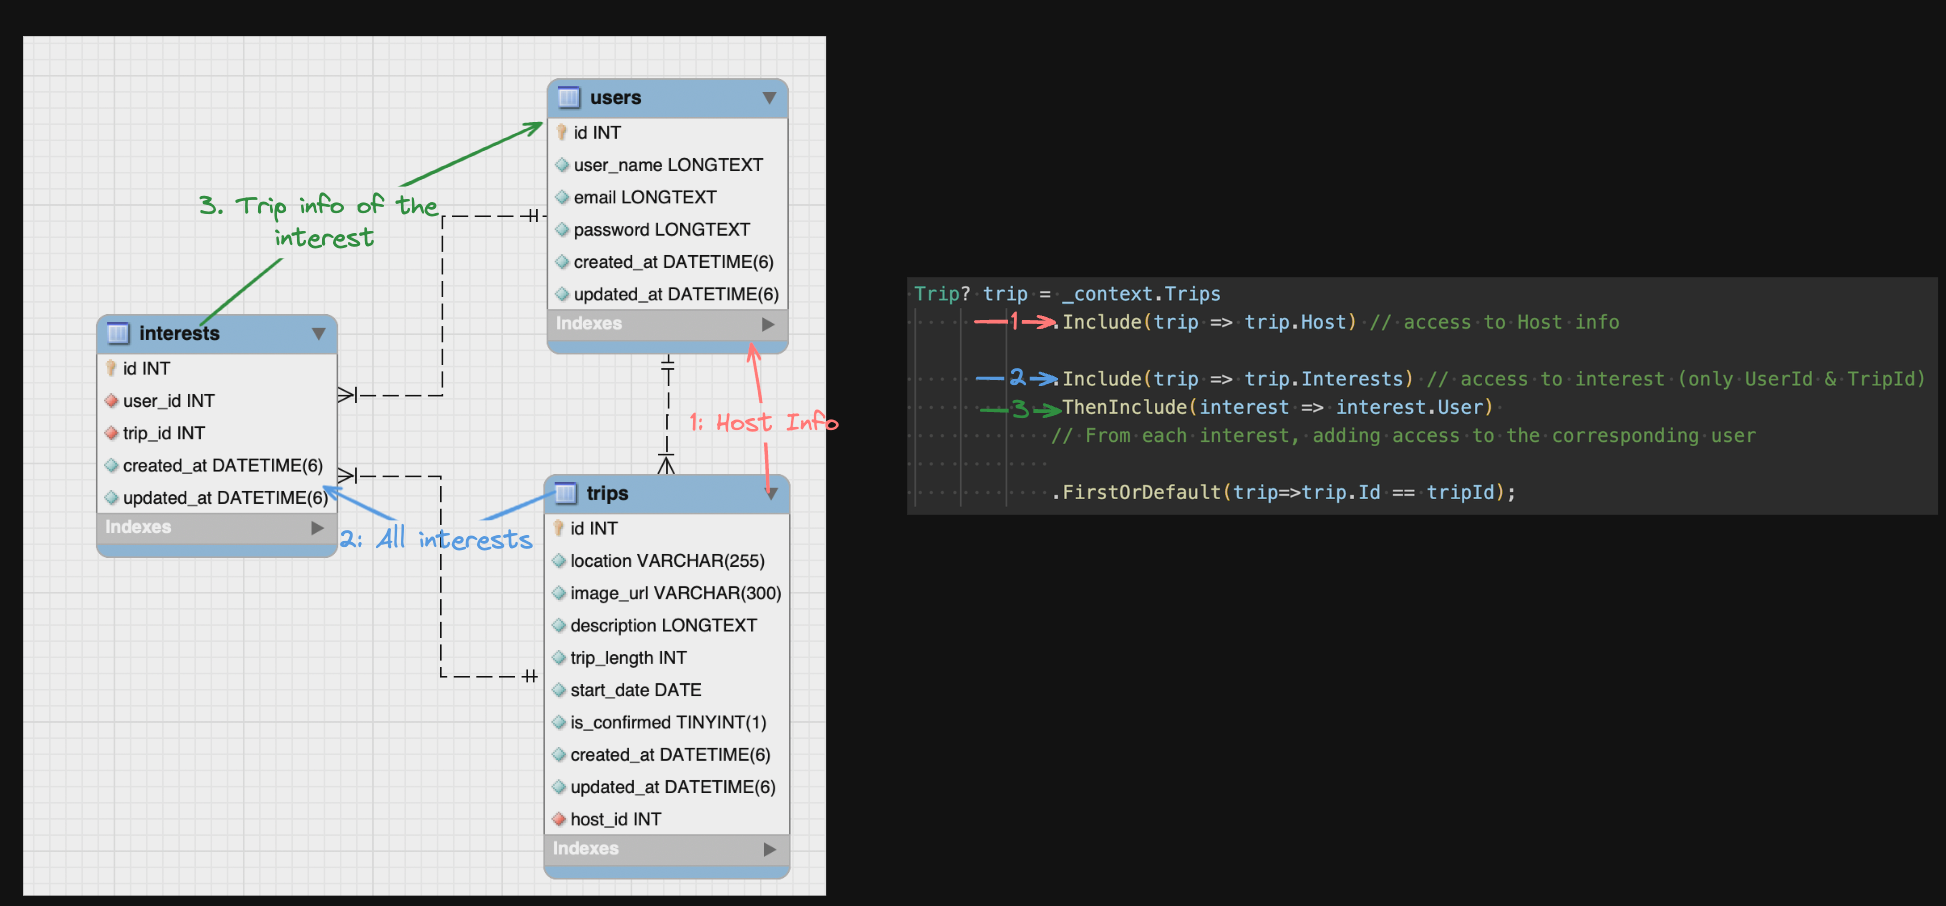 users
id INT
user_name LONGTEXT
email LONGTEXT
password LONGTEXT
created_at DATETIME(6)
updated_at DATETIME(6)
Indexes
3. Trip info of the
interest
interests
id INT
user_id INT
trip_id INT
created_at DATETIME(6)
updated_at DATETIME(6)
Indexes
1: Host Info
2: All interests
trips
id INT
location VARCHAR(255)
image_url VARCHAR(300)
description LONGTEXT
trip_length INT
start_date DATE
is_confirmed TINYINT(1)
created_at DATETIME(6)
updated_at DATETIME(6)
host_id INT
Indexes
Trip? trip = _context.Trips
1 .Include(trip => trip.Host) // access to Host info
2 .Include(trip => trip.Interests) // access to interest (only UserId & TripId)
3 ThenInclude(interest => interest.User)
// From each interest, adding access to the corresponding user
.FirstOrDefault(trip=>trip.Id == tripId);